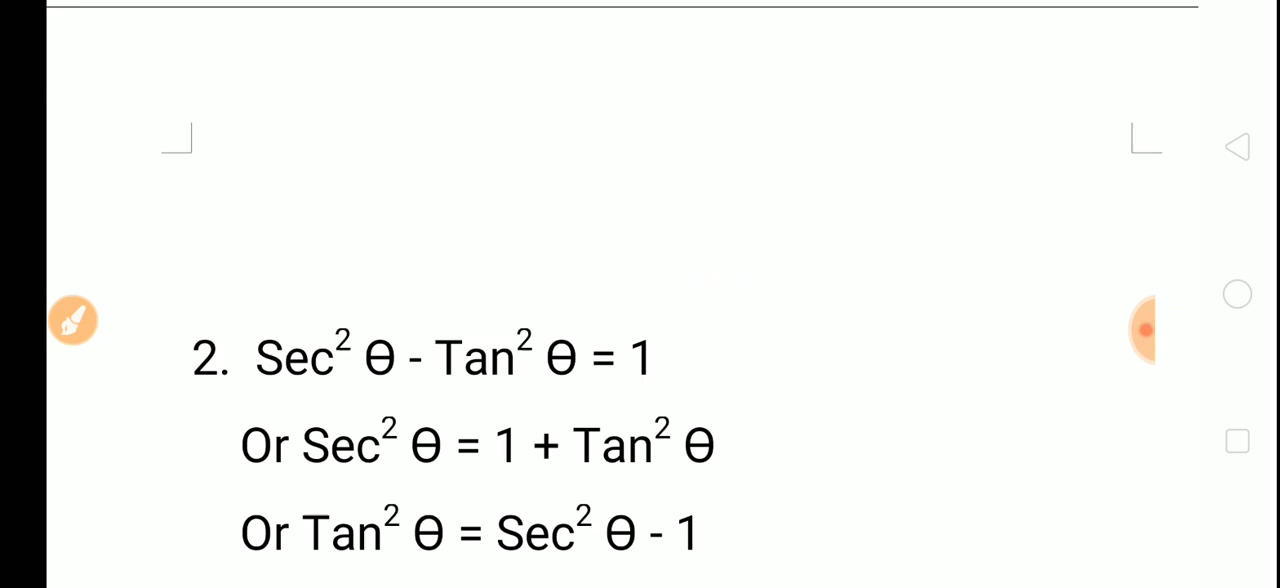 2. Sec² θ - Tan² θ = 1
Or Sec² θ = 1 + Tan² θ
Or Tan² θ = Sec² θ - 1